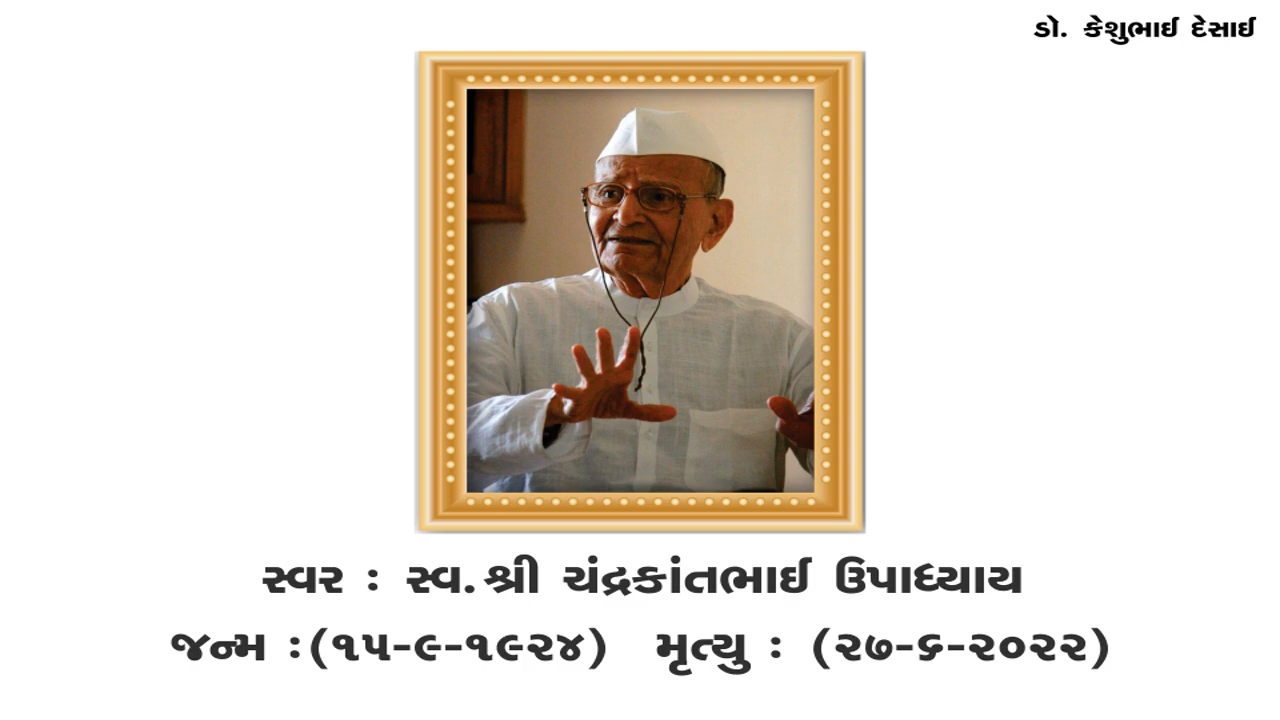 ડો. કેશુભાઈ દેસાઈ
સ્વર : સ્વ.શ્રી ચંદ્રકાંતભાઈ ઉપાધ્યાય
જન્મ :(૧૫-૯-૧૯૨૪) મૃત્યુ : (૨૭-૬-૨૦૨૨)